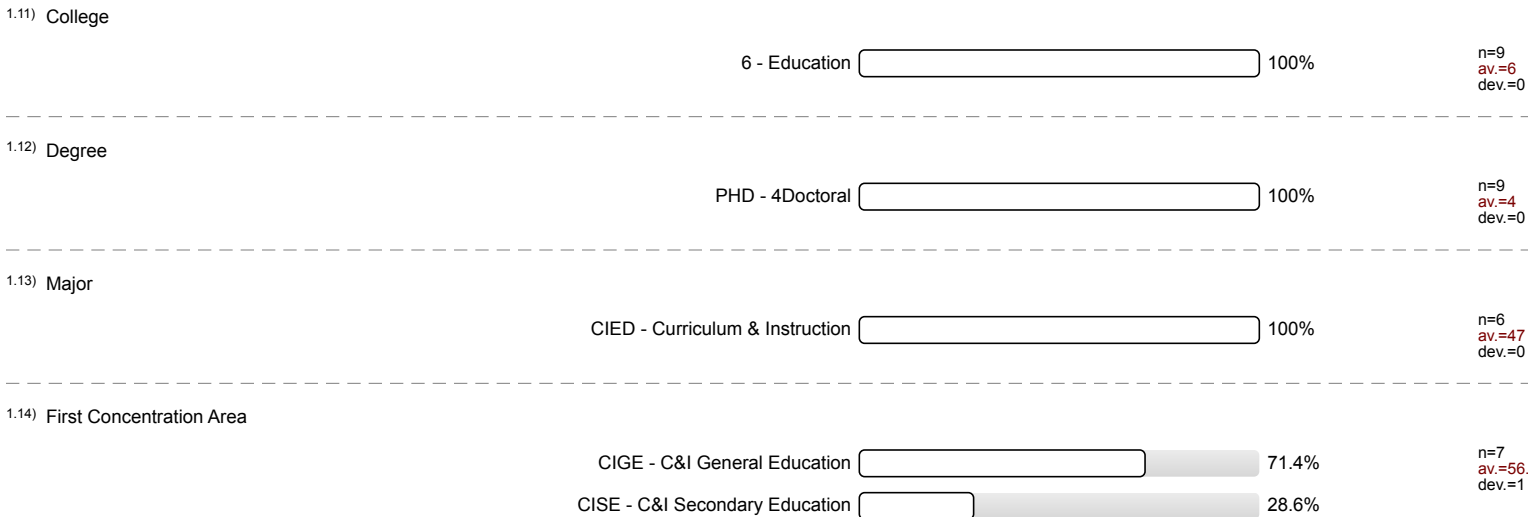 1.11) College
6 - Education 100%
n=9
av.=6
dev.=0
1.12) Degree
PHD - 4Doctoral 100%
n=9
av.=4
dev.=0
1.13) Major
CIED - Curriculum & Instruction 100%
n=6
av.=47
dev.=0
1.14) First Concentration Area
CIGE - C&I General Education 71.4%
CISE - C&I Secondary Education 28.6%
n=7
av.=56.
dev.=1